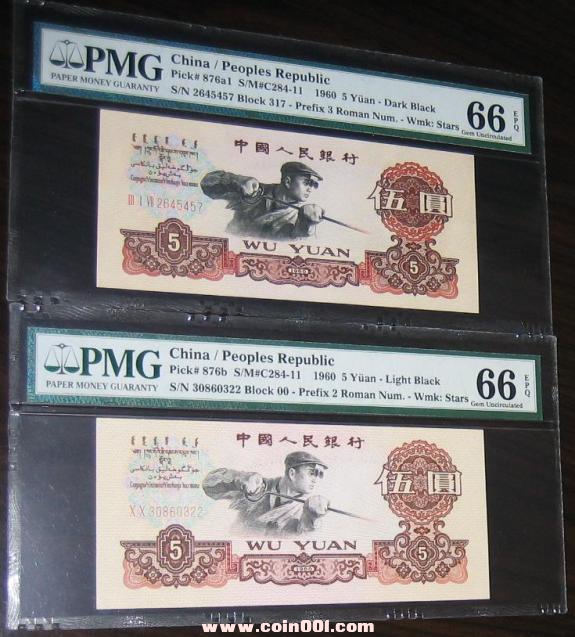 PMG
PAPER MONEY GUARANTY
China / Peoples Republic
Pick# 876a1 S/M#C284-11 1960 5 Yüan - Dark Black
S/N 2645457 Block 317 - Prefix 3 Roman Num. - Wmk: Stars
66 EPQ
Gem Uncirculated
中國人民銀行
III I VII 2645457
伍圓
5
WU YUAN
1960
5
PMG
PAPER MONEY GUARANTY
China / Peoples Republic
Pick# 876b S/M#C284-11 1960 5 Yüan - Light Black
S/N 30860322 Block 00 - Prefix 2 Roman Num. - Wmk: Stars
66 EPQ
Gem Uncirculated
中國人民銀行
X X 30860322
伍圓
5
WU YUAN
1960
5
www.coin001.com